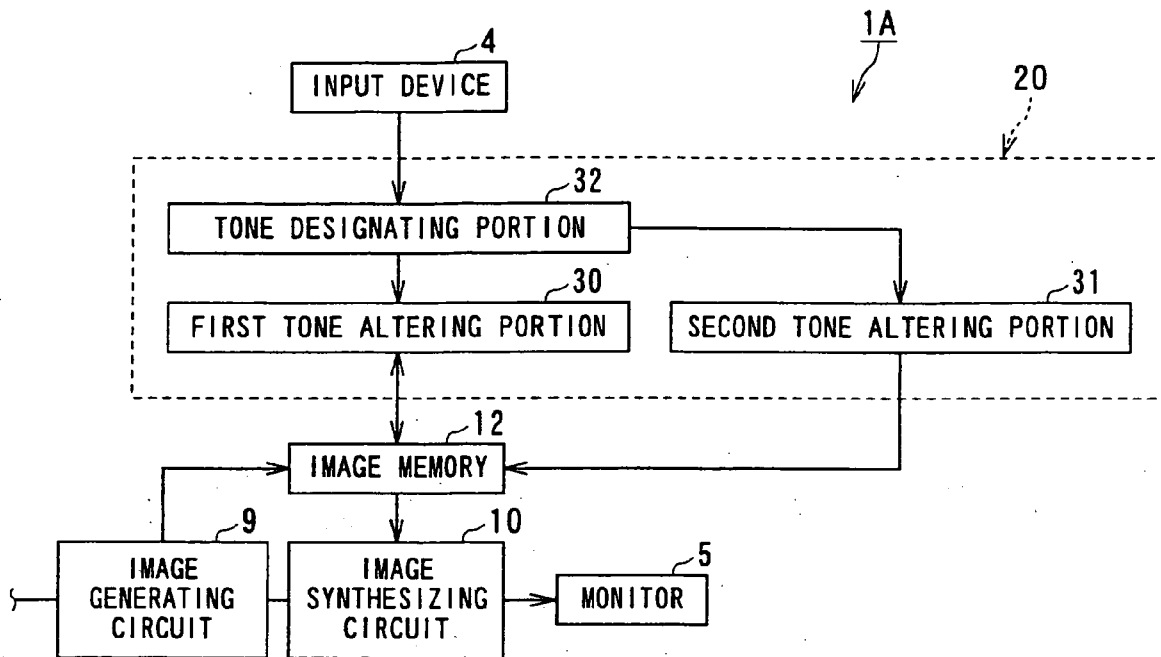 1A
4
INPUT DEVICE
20
32
TONE DESIGNATING PORTION
30
FIRST TONE ALTERING PORTION
31
SECOND TONE ALTERING PORTION
12
IMAGE MEMORY
9
IMAGE
GENERATING
CIRCUIT
10
IMAGE
SYNTHESIZING
CIRCUIT
5
MONITOR